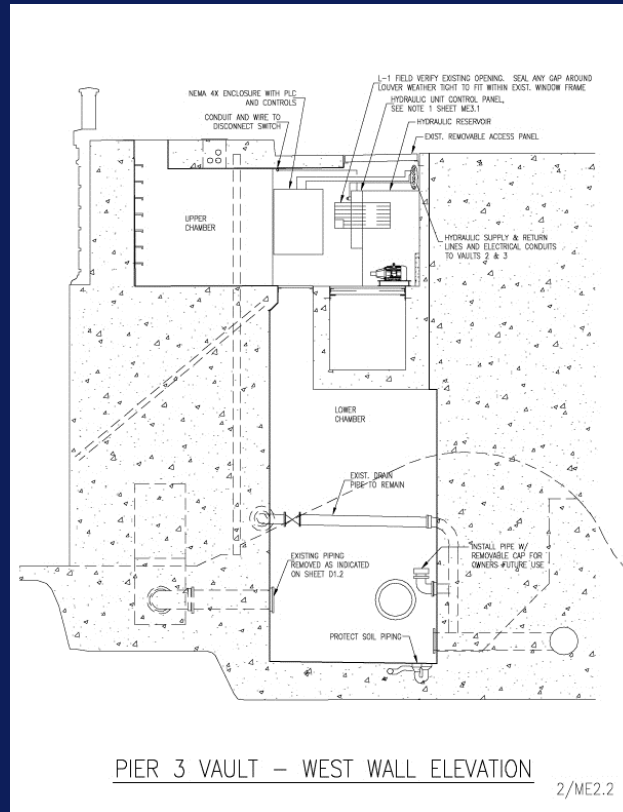 L-1 FIELD VERIFY EXISTING OPENING. SEAL ANY GAP AROUND
LOUVER WEATHER TIGHT TO FIT WITHIN EXIST. WINDOW FRAME
NEMA 4X ENCLOSURE WITH PLC
AND CONTROLS
HYDRAULIC UNIT CONTROL PANEL,
SEE NOTE 1 SHEET ME3.1
CONDUIT AND WIRE TO
DISCONNECT SWITCH
HYDRAULIC RESERVOIR
EXIST. REMOVABLE ACCESS PANEL
UPPER
CHAMBER
HYDRAULIC SUPPLY & RETURN
LINES AND ELECTRICAL CONDUITS
TO VAULTS 2 & 3
LOWER
CHAMBER
EXIST. DRAIN
PIPE TO REMAIN
EXISTING PIPING
REMOVED AS INDICATED
ON SHEET D1.2
INSTALL PIPE W/
REMOVABLE CAP FOR
OWNERS FUTURE USE
PROTECT SOIL PIPING
PIER 3 VAULT - WEST WALL ELEVATION
2/ME2.2